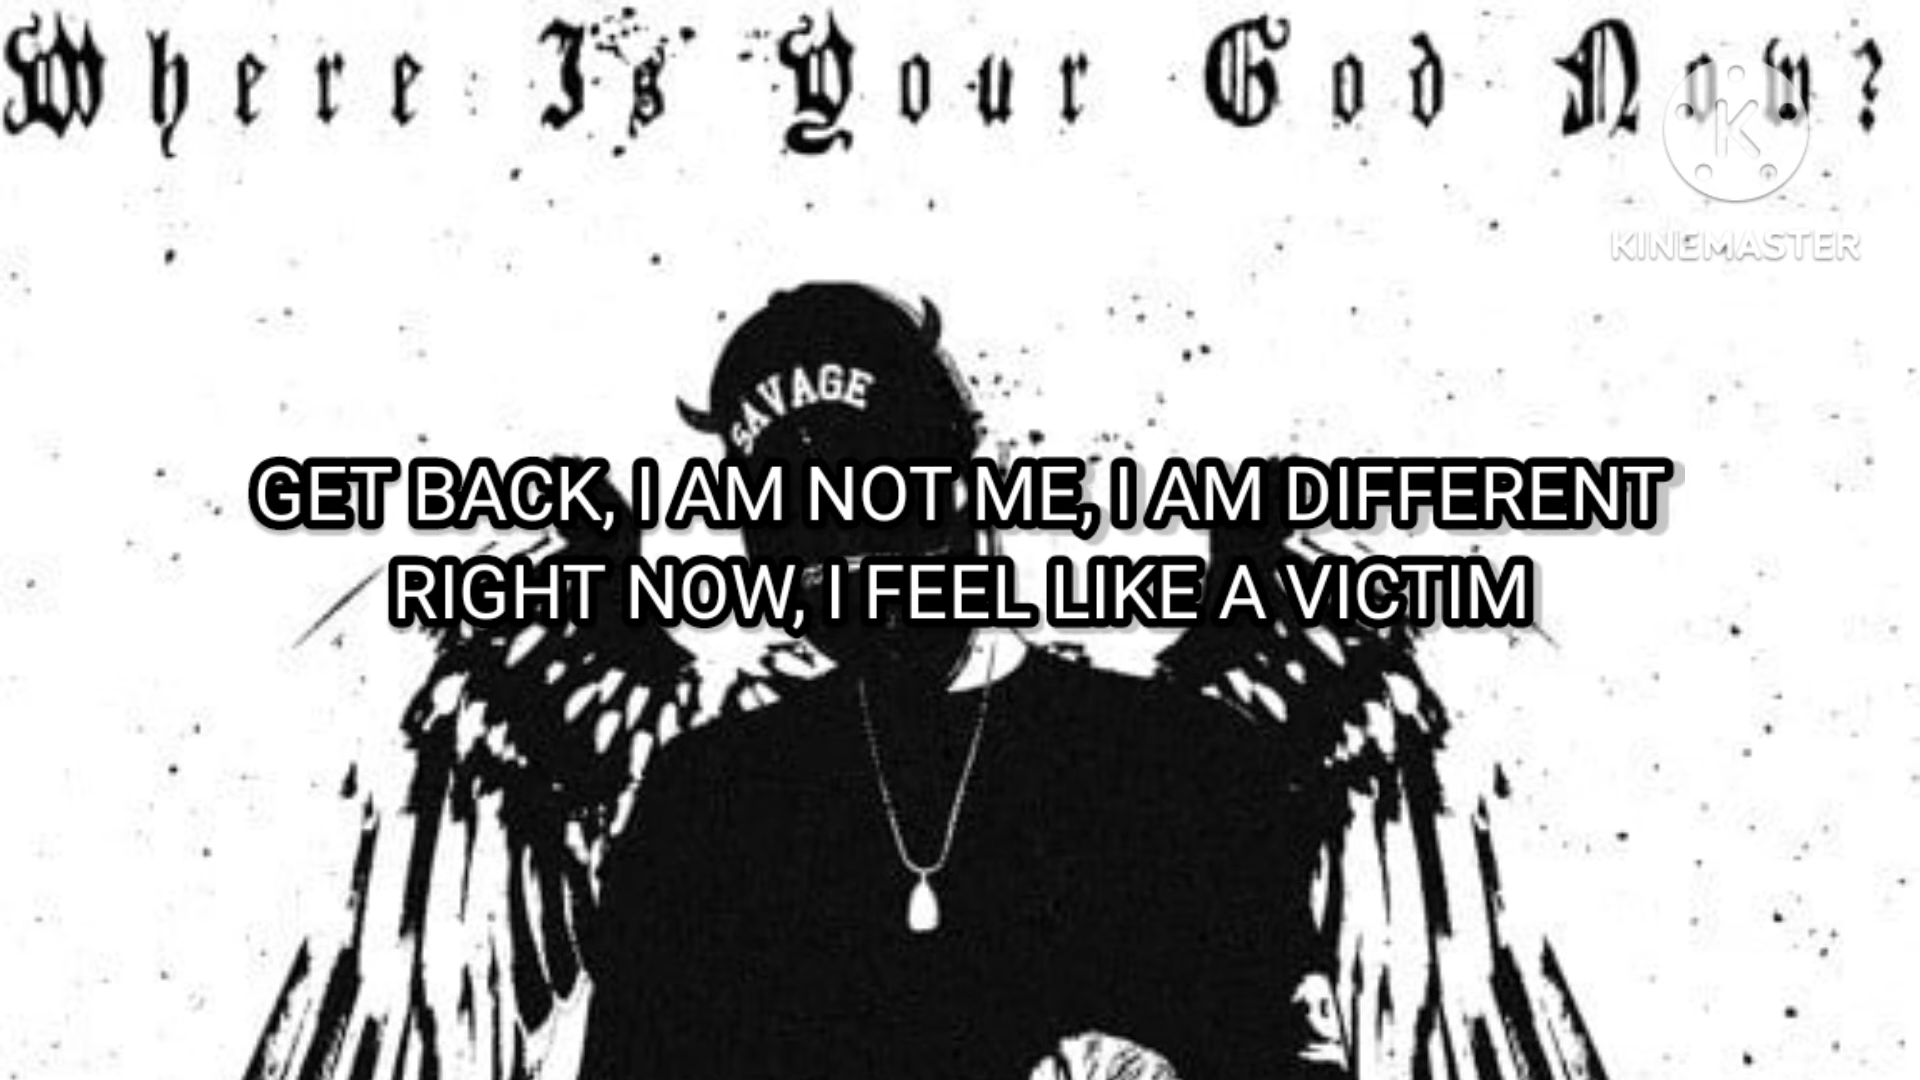 Where Is Your God Now?
K
KINEMASTER
SAVAGE
GET BACK, I AM NOT ME, I AM DIFFERENT
RIGHT NOW, I FEEL LIKE A VICTIM